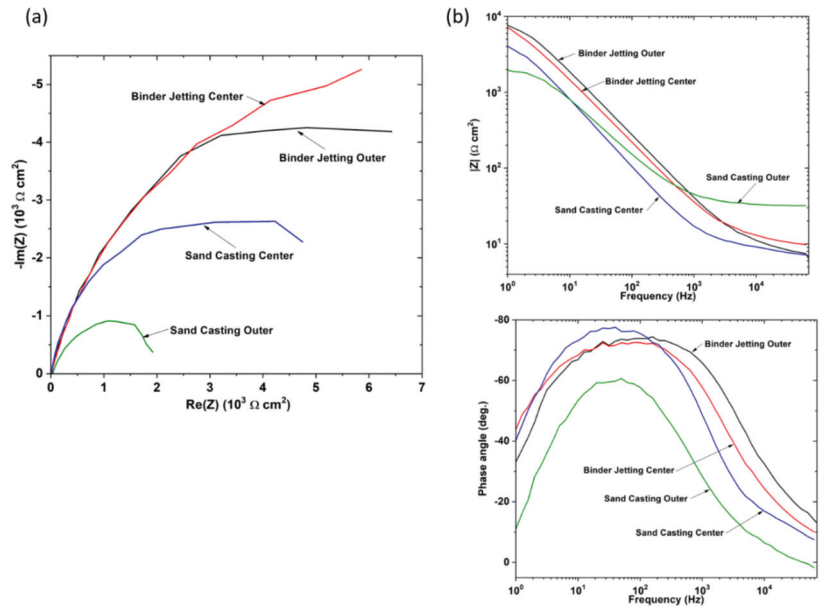 (a)
-5
-4
-3
-2
-1
0
-Im(Z) (10³ Ω cm²)
Binder Jetting Center
Binder Jetting Outer
Sand Casting Center
Sand Casting Outer
0 1 2 3 4 5 6 7
Re(Z) (10³ Ω cm²)
(b)
10⁴
10³
10²
10¹
|Z| (Ω cm²)
Binder Jetting Outer
Binder Jetting Center
Sand Casting Outer
Sand Casting Center
10⁰ 10¹ 10² 10³ 10⁴
Frequency (Hz)
-80
-60
-40
-20
0
Phase angle (deg.)
Binder Jetting Outer
Binder Jetting Center
Sand Casting Outer
Sand Casting Center
10⁰ 10¹ 10² 10³ 10⁴
Frequency (Hz)